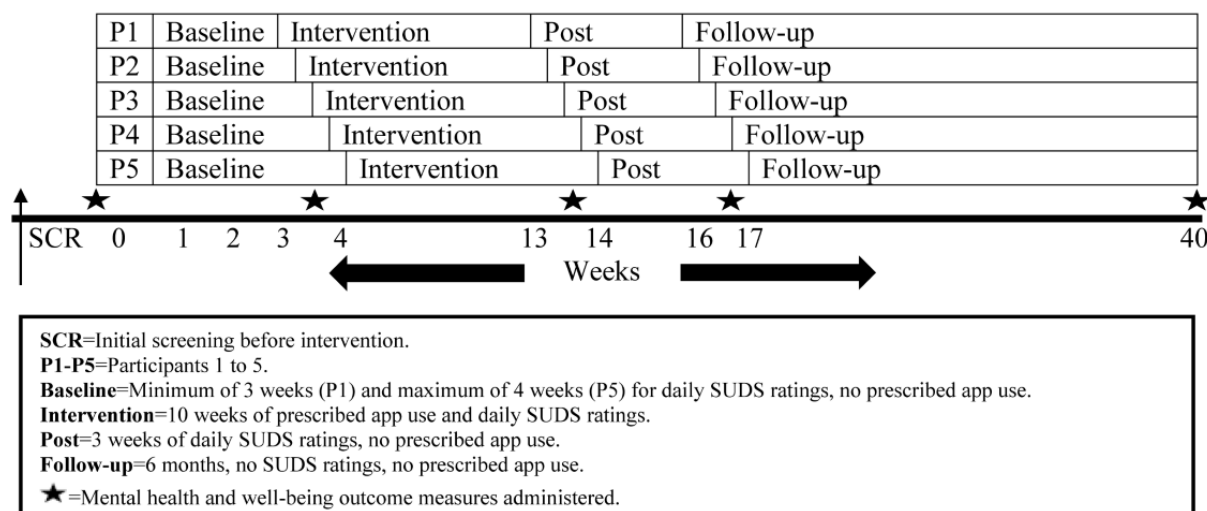 P1 Baseline Intervention Post Follow-up
P2 Baseline Intervention Post Follow-up
P3 Baseline Intervention Post Follow-up
P4 Baseline Intervention Post Follow-up
P5 Baseline Intervention Post Follow-up
SCR 0 1 2 3 4 13 14 16 17 40
Weeks
SCR=Initial screening before intervention.
P1-P5=Participants 1 to 5.
Baseline=Minimum of 3 weeks (P1) and maximum of 4 weeks (P5) for daily SUDS ratings, no prescribed app use.
Intervention=10 weeks of prescribed app use and daily SUDS ratings.
Post=3 weeks of daily SUDS ratings, no prescribed app use.
Follow-up=6 months, no SUDS ratings, no prescribed app use.
★=Mental health and well-being outcome measures administered.